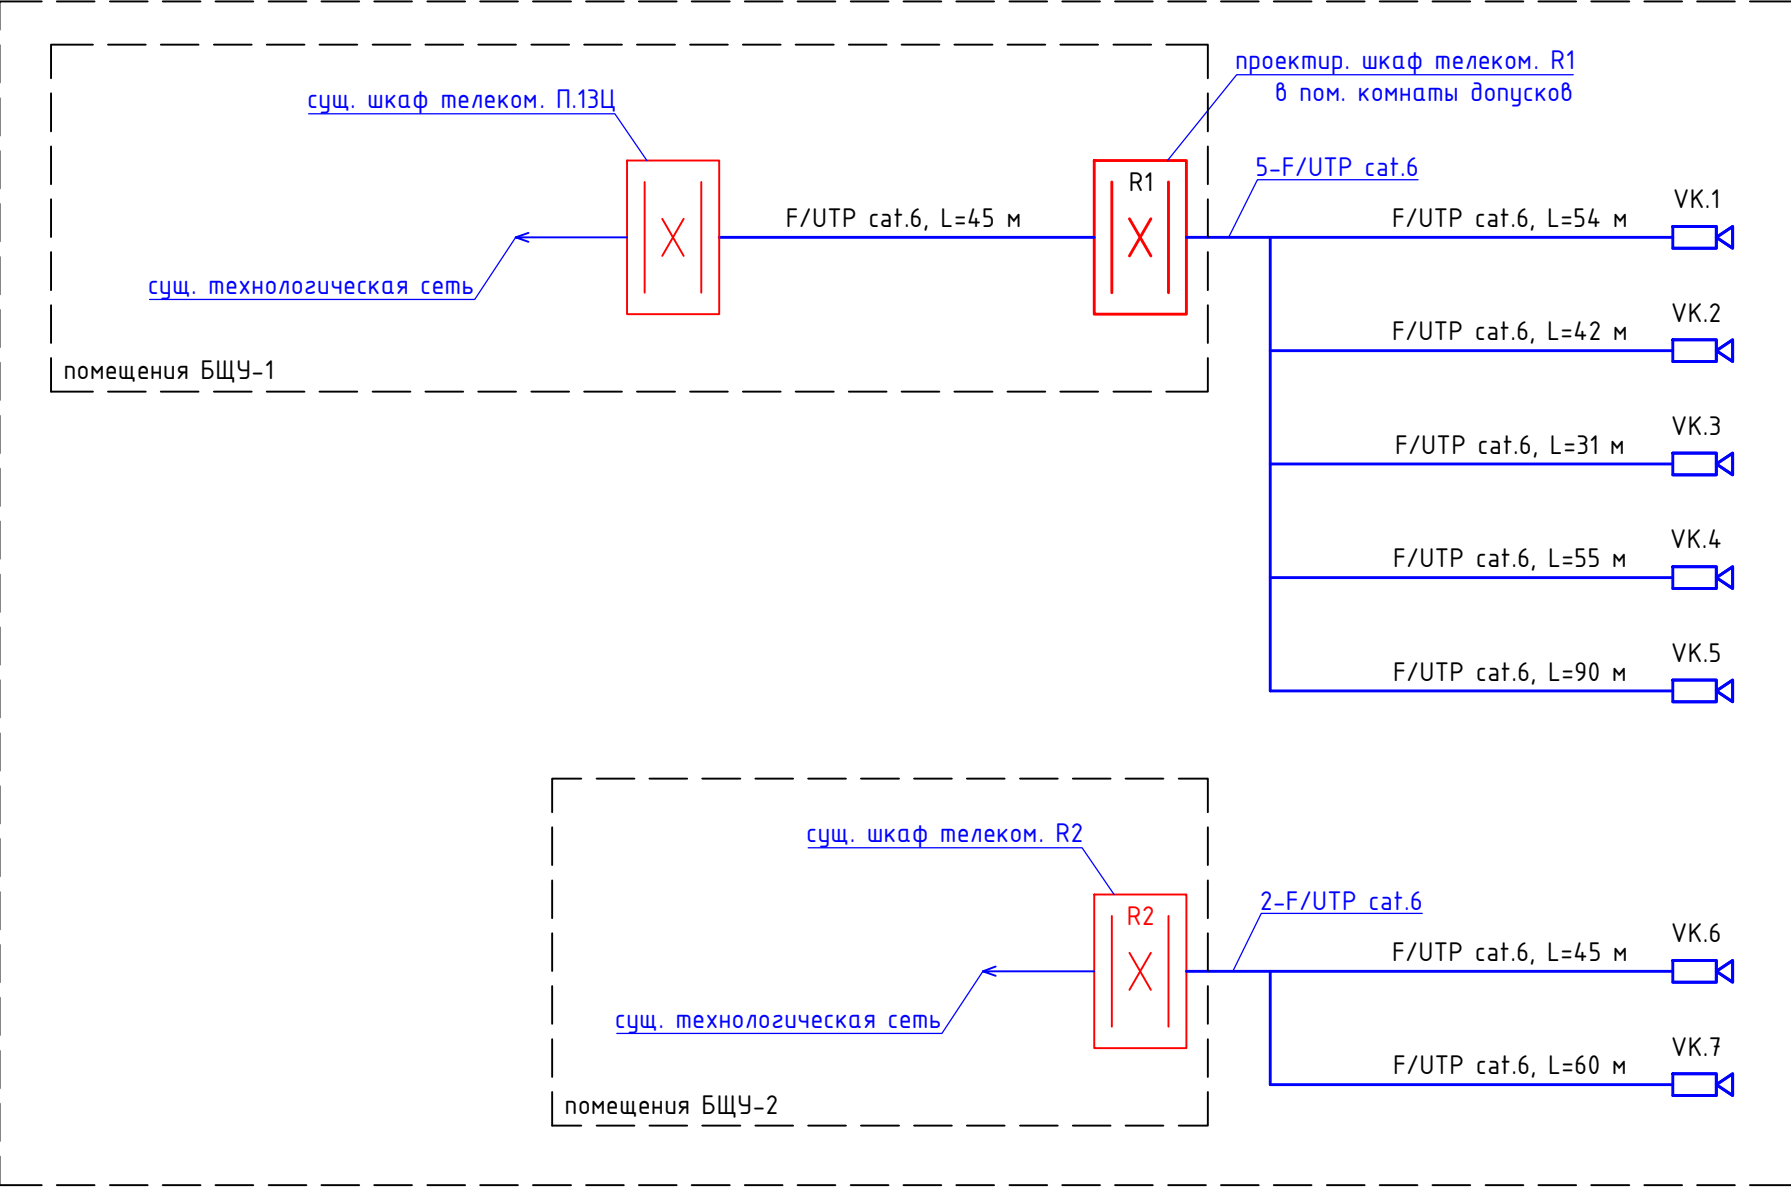 проектир. шкаф телеком. R1
в пом. комнаты допусков
сущ. шкаф телеком. П.13Ц
5-F/UTP cat.6
R1
F/UTP cat.6, L=45 м
F/UTP cat.6, L=54 м
VK.1
сущ. технологическая сеть
F/UTP cat.6, L=42 м
VK.2
помещения БЩУ-1
F/UTP cat.6, L=31 м
VK.3
F/UTP cat.6, L=55 м
VK.4
F/UTP cat.6, L=90 м
VK.5
сущ. шкаф телеком. R2
2-F/UTP cat.6
R2
F/UTP cat.6, L=45 м
VK.6
сущ. технологическая сеть
F/UTP cat.6, L=60 м
VK.7
помещения БЩУ-2